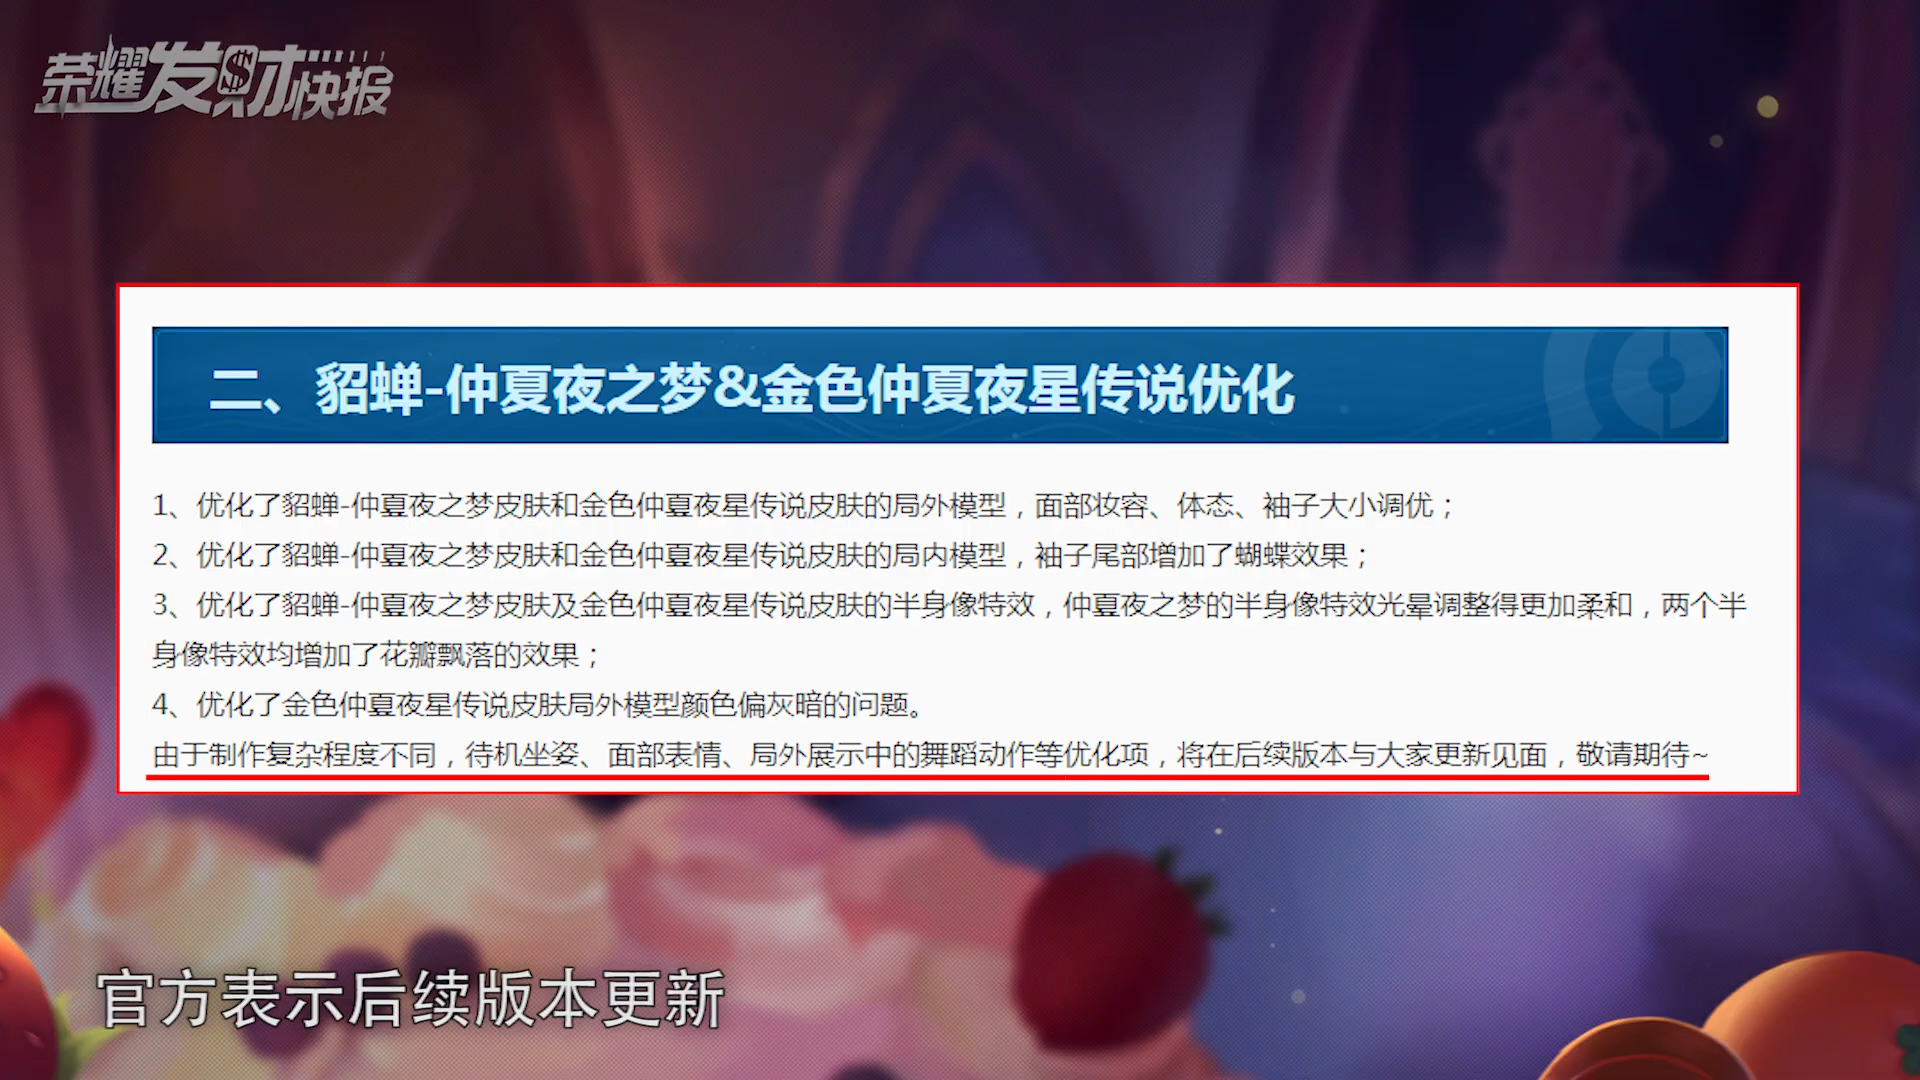 荣耀发财快报
二、貂蝉-仲夏夜之梦&金色仲夏夜星传说优化
1、优化了貂蝉-仲夏夜之梦皮肤和金色仲夏夜星传说皮肤的局外模型，面部妆容、体态、袖子大小调优；
2、优化了貂蝉-仲夏夜之梦皮肤和金色仲夏夜星传说皮肤的局内模型，袖子尾部增加了蝴蝶效果；
3、优化了貂蝉-仲夏夜之梦皮肤及金色仲夏夜星传说皮肤的半身像特效，仲夏夜之梦的半身像特效光晕调整得更加柔和，两个半
身像特效均增加了花瓣飘落的效果；
4、优化了金色仲夏夜星传说皮肤局外模型颜色偏灰暗的问题。
由于制作复杂程度不同，待机坐姿、面部表情、局外展示中的舞蹈动作等优化项，将在后续版本与大家更新见面，敬请期待~
官方表示后续版本更新